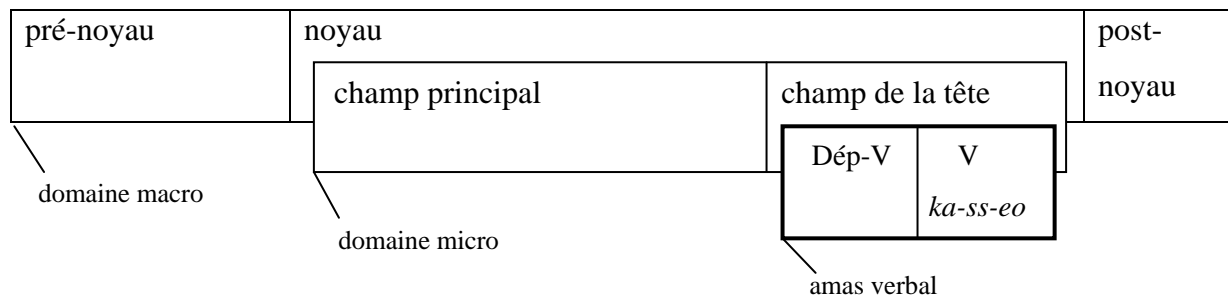 pré-noyau noyau post-
noyau
champ principal champ de la tête
Dép-V V
ka-ss-eo
domaine macro
domaine micro
amas verbal